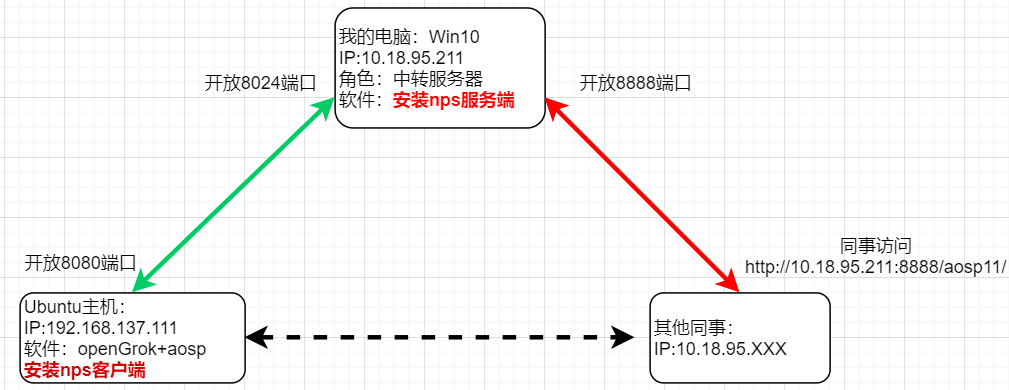 我的电脑：Win10
IP:10.18.95.211
角色：中转服务器
软件：安装nps服务端
开放8024端口
开放8888端口
开放8080端口
同事访问
http://10.18.95.211:8888/aosp11/
Ubuntu主机：
IP:192.168.137.111
软件：openGrok+aosp
安装nps客户端
其他同事：
IP:10.18.95.XXX